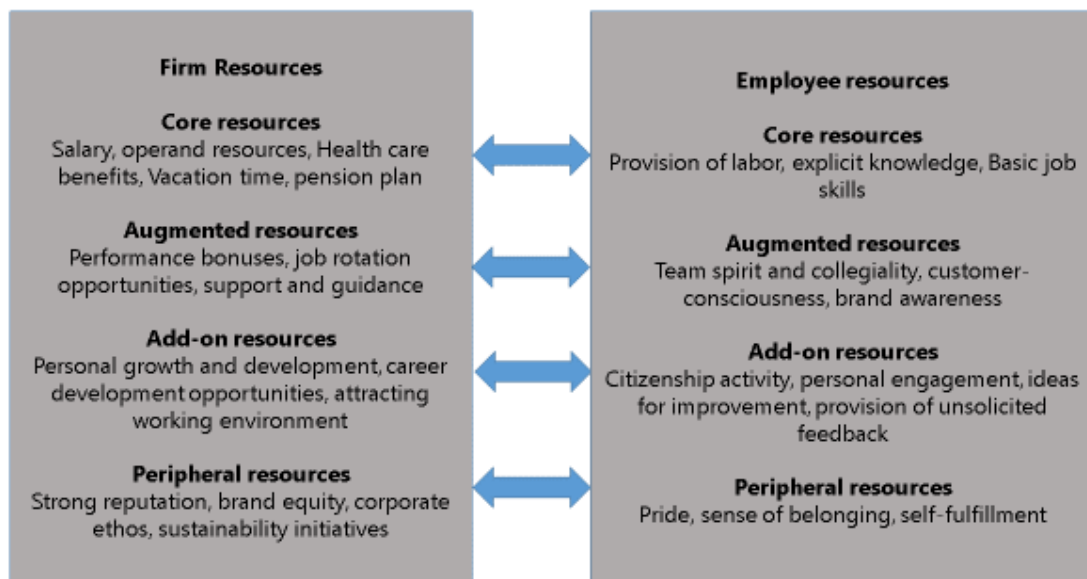 Firm Resources
Core resources
Salary, operand resources, Health care
benefits, Vacation time, pension plan
Augmented resources
Performance bonuses, job rotation
opportunities, support and guidance
Add-on resources
Personal growth and development, career
development opportunities, attracting
working environment
Peripheral resources
Strong reputation, brand equity, corporate
ethos, sustainability initiatives
Employee resources
Core resources
Provision of labor, explicit knowledge, Basic job
skills
Augmented resources
Team spirit and collegiality, customer-
consciousness, brand awareness
Add-on resources
Citizenship activity, personal engagement, ideas
for improvement, provision of unsolicited
feedback
Peripheral resources
Pride, sense of belonging, self-fulfillment